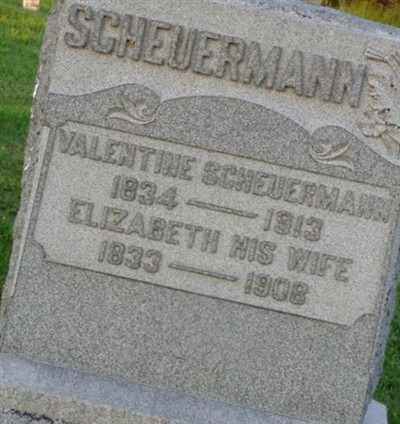 SCHEUERMANN
VALENTINE SCHEUERMANN
1834 — 1913
ELIZABETH HIS WIFE
1833 — 1908